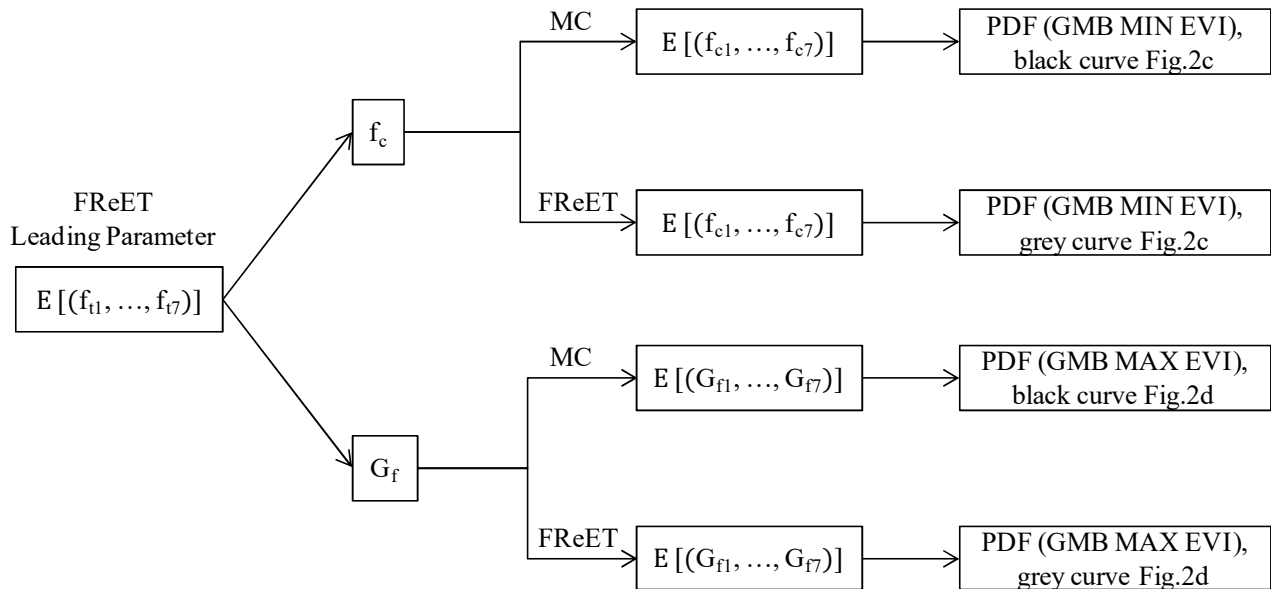 MC
E [(f_c1, …, f_c7)]
PDF (GMB MIN EVI),
black curve Fig.2c
f_c
FReET
E [(f_c1, …, f_c7)]
PDF (GMB MIN EVI),
grey curve Fig.2c
FReET
Leading Parameter
E [(f_t1, …, f_t7)]
MC
E [(G_f1, …, G_f7)]
PDF (GMB MAX EVI),
black curve Fig.2d
G_f
FReET
E [(G_f1, …, G_f7)]
PDF (GMB MAX EVI),
grey curve Fig.2d